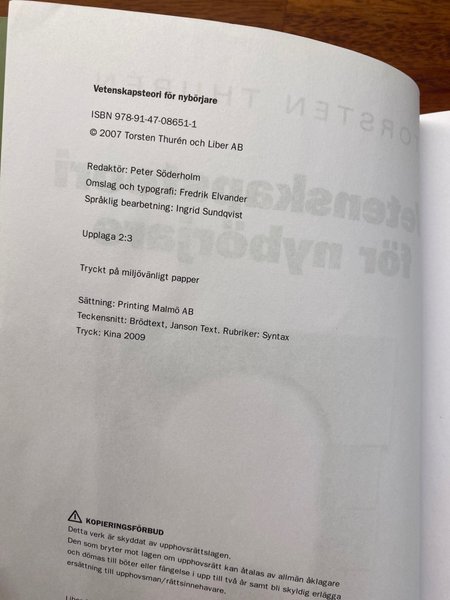 Vetenskapsteori för nybörjare
ISBN 978-91-47-08651-1
© 2007 Torsten Thurén och Liber AB
Redaktör: Peter Söderholm
Omslag och typografi: Fredrik Elvander
Språklig bearbetning: Ingrid Sundqvist
Upplaga 2:3
Tryckt på miljövänligt papper
Sättning: Printing Malmö AB
Teckensnitt: Brödtext, Janson Text. Rubriker: Syntax
Tryck: Kina 2009
KOPIERINGSFÖRBUD
Detta verk är skyddat av upphovsrättslagen.
Den som bryter mot lagen om upphovsrätt kan åtalas av allmän åklagare
och dömas till böter eller fängelse i upp till två år samt bli skyldig erlägga
ersättning till upphovsman/rättsinnehavare.
Liber